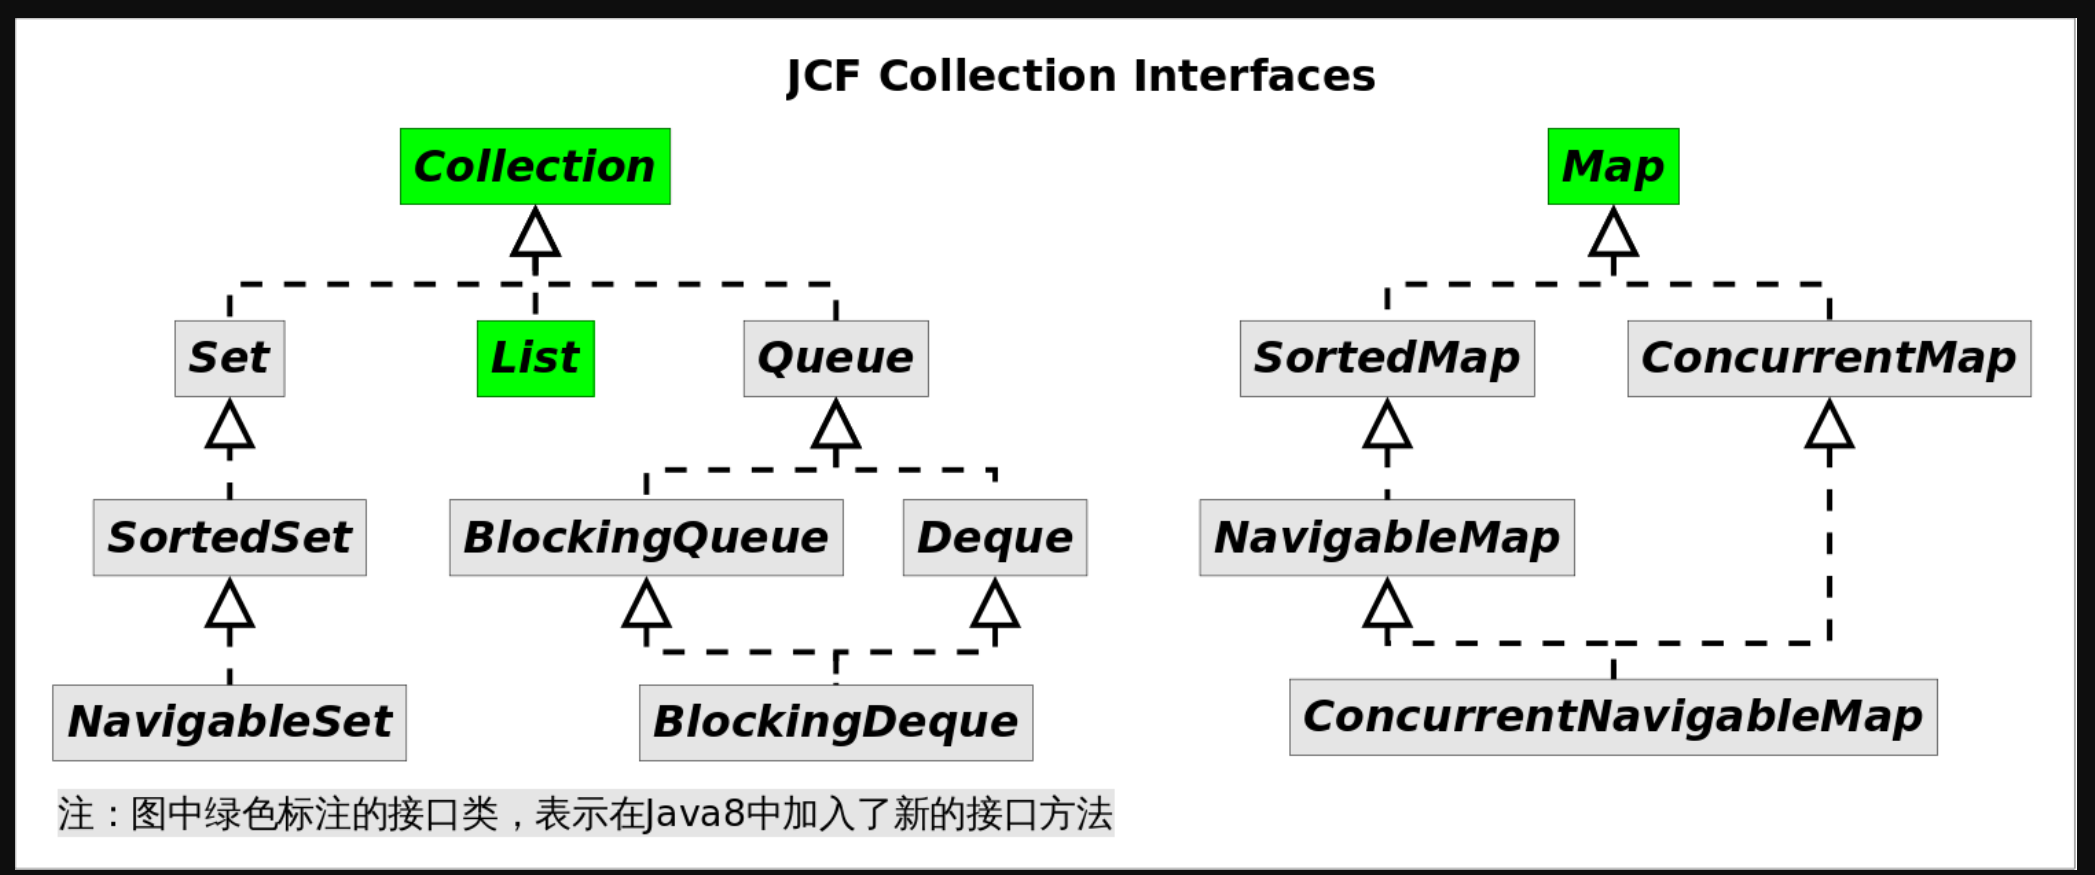 JCF Collection Interfaces
Collection
Map
Set
List
Queue
SortedMap
ConcurrentMap
SortedSet
BlockingQueue
Deque
NavigableMap
NavigableSet
BlockingDeque
ConcurrentNavigableMap
注：图中绿色标注的接口类，表示在Java8中加入了新的接口方法